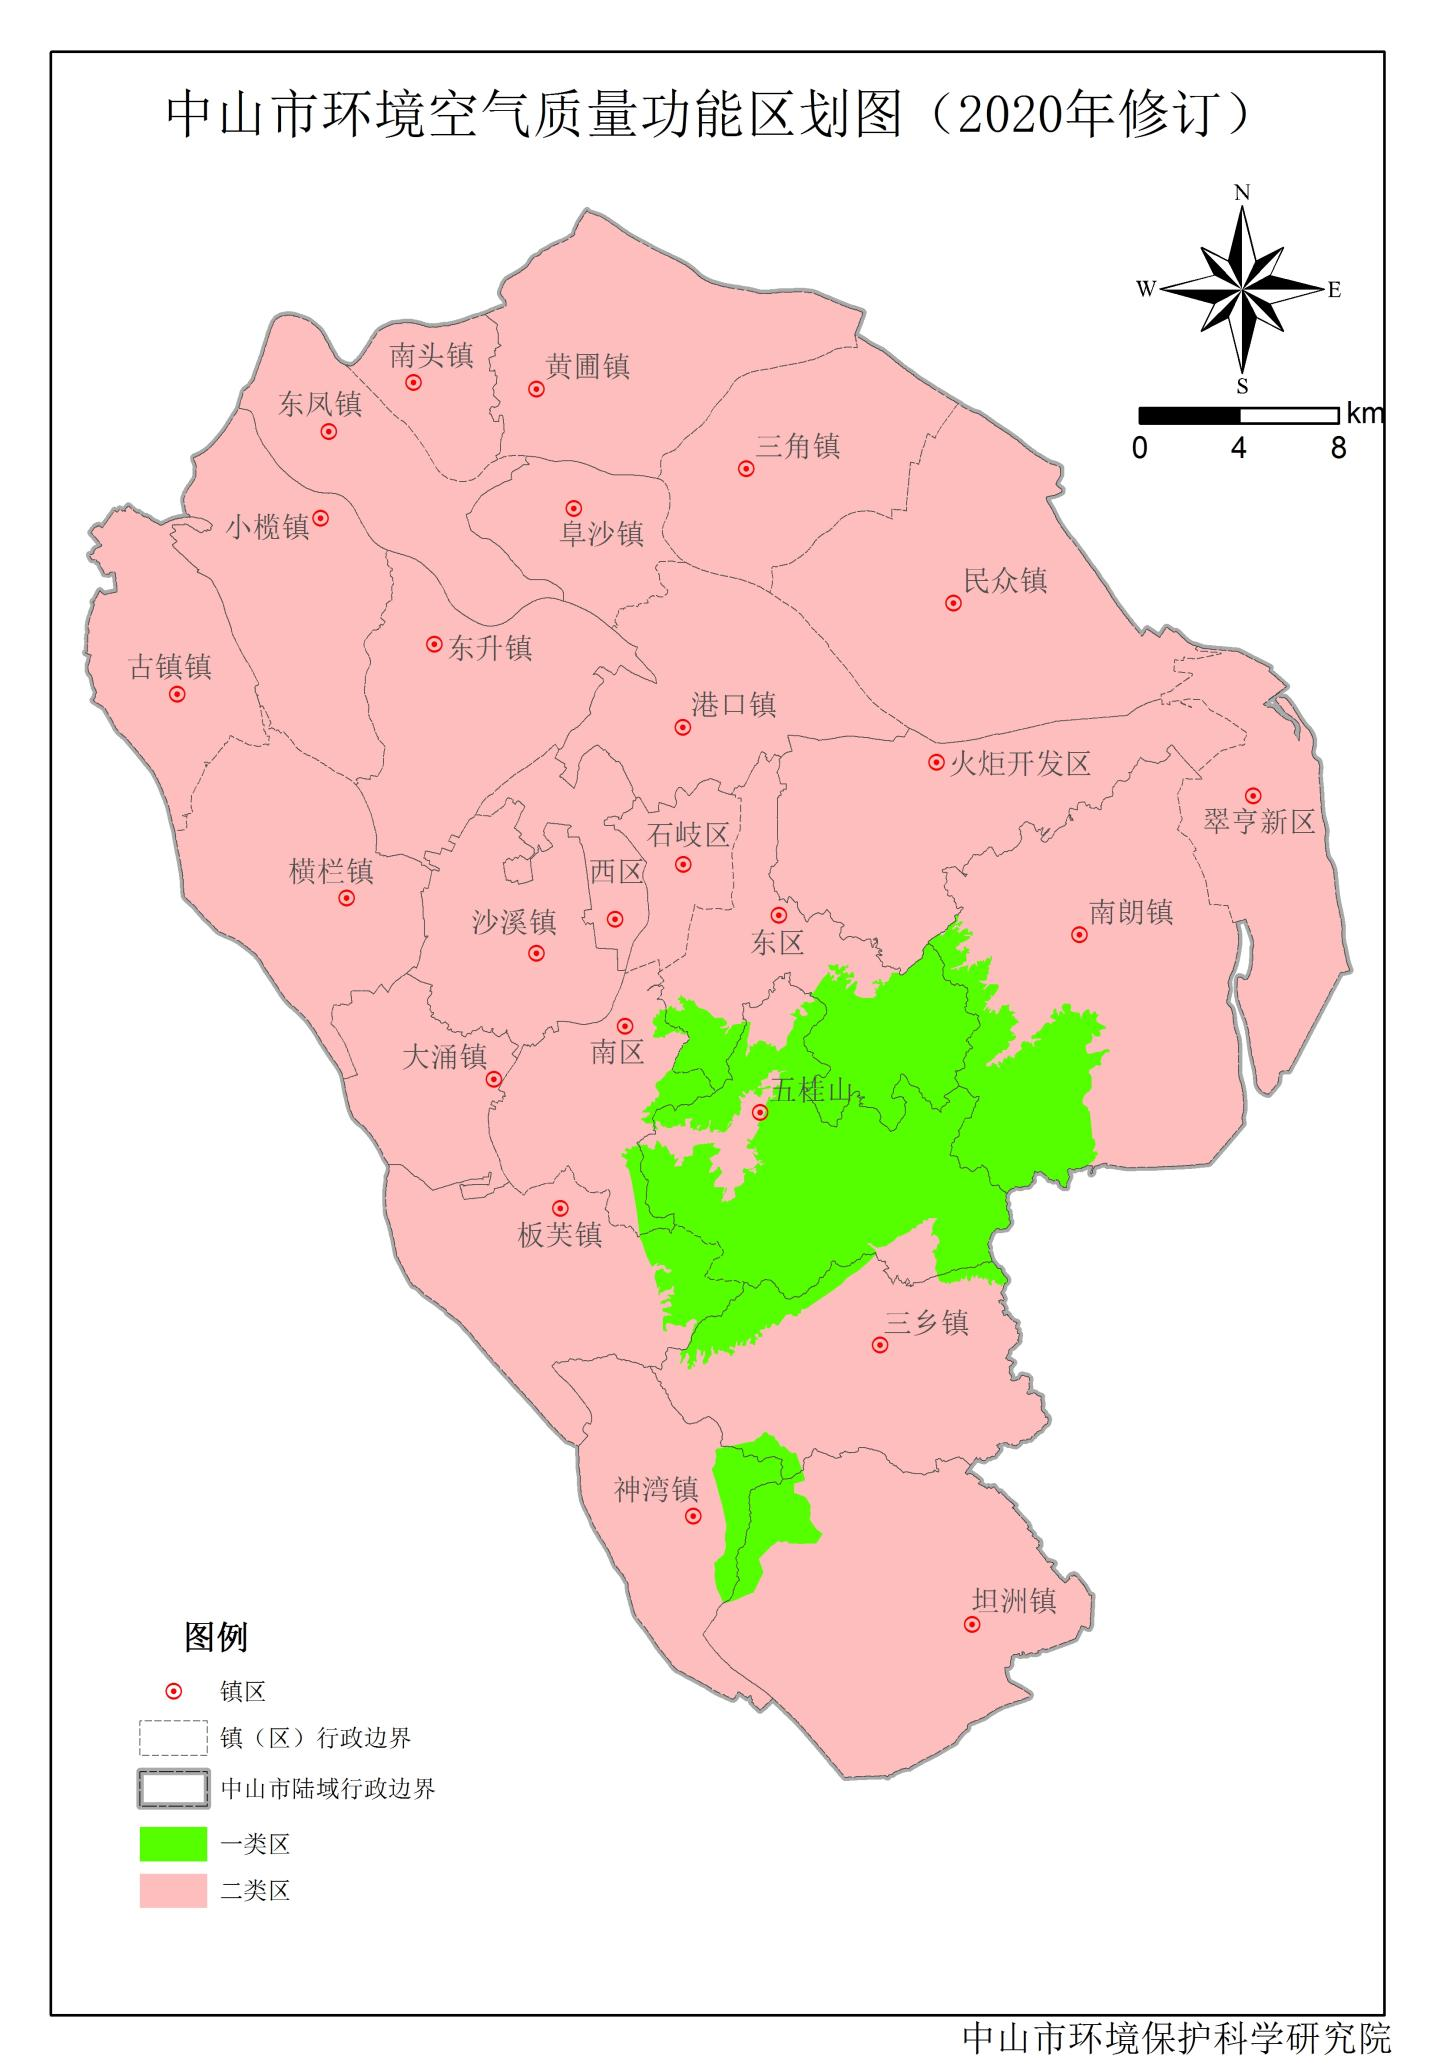 中山市环境空气质量功能区划图（2020年修订）
N
W
E
S
km
0 4 8
南头镇
黄圃镇
东凤镇
三角镇
小榄镇
阜沙镇
民众镇
东升镇
古镇镇
港口镇
火炬开发区
翠亨新区
石岐区
横栏镇
西区
沙溪镇
南朗镇
东区
南区
大涌镇
五桂山
板芙镇
三乡镇
神湾镇
坦洲镇
图例
镇区
镇（区）行政边界
中山市陆域行政边界
一类区
二类区
中山市环境保护科学研究院